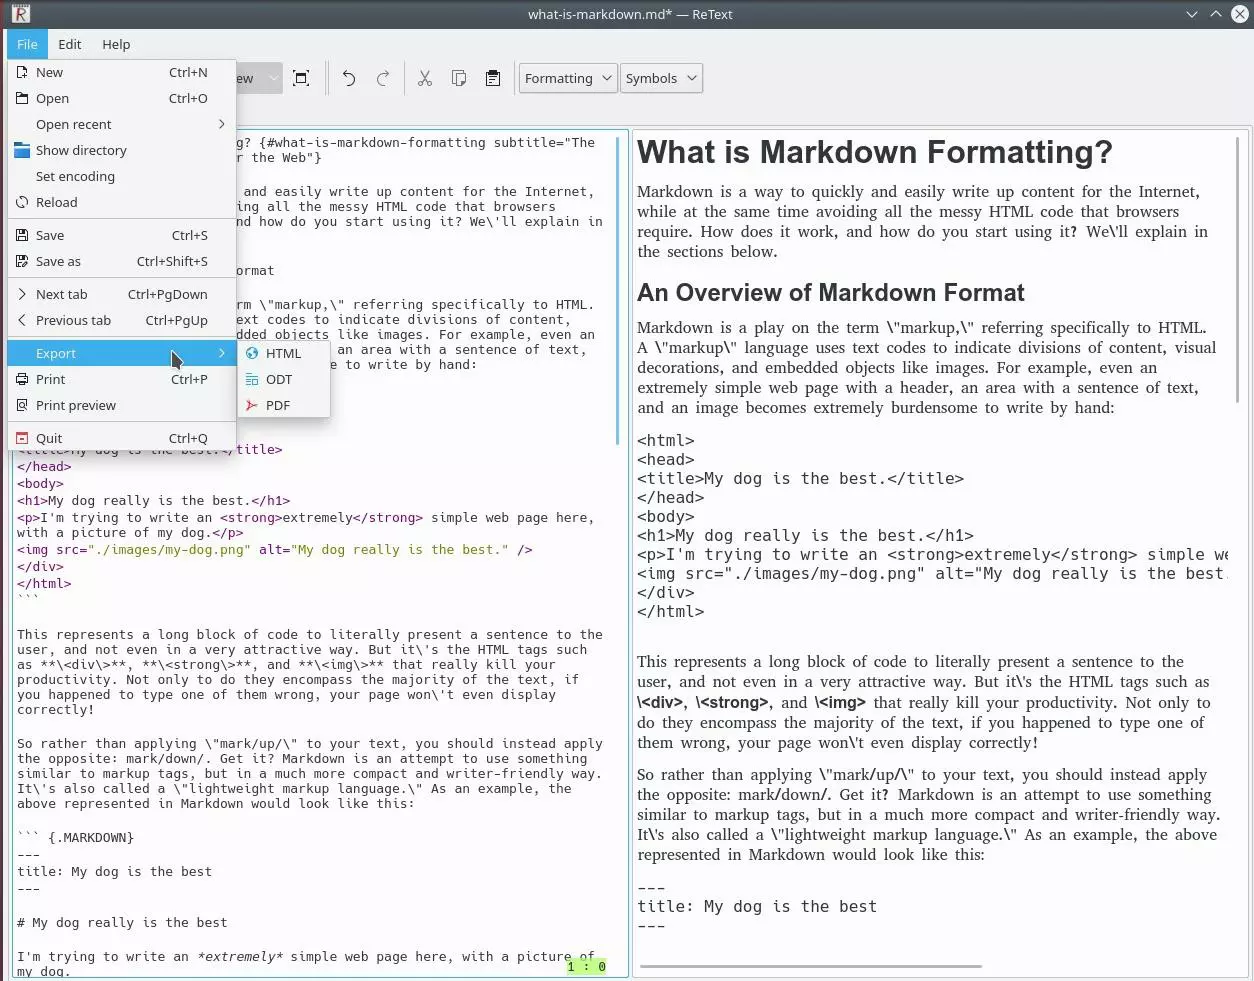 what-is-markdown.md* — ReText
File Edit Help
New Ctrl+N
Open Ctrl+O
Open recent
Show directory
Set encoding
Reload
Save Ctrl+S
Save as Ctrl+Shift+S
Next tab Ctrl+PgDown
Previous tab Ctrl+PgUp
Export
Print Ctrl+P
Print preview
Quit Ctrl+Q
HTML
ODT
PDF
ew
Formatting
Symbols
g? {#what-is-markdown-formatting subtitle="The
r the Web"}
and easily write up content for the Internet,
ing all the messy HTML code that browsers
nd how do you start using it? We\'ll explain in
ormat
rm \"markup,\" referring specifically to HTML.
ext codes to indicate divisions of content,
dded objects like images. For example, even an
an area with a sentence of text,
e to write by hand:
<title>My dog is the best.</title>
</head>
<body>
<h1>My dog really is the best.</h1>
<p>I'm trying to write an <strong>extremely</strong> simple web page here,
with a picture of my dog.</p>
<img src="./images/my-dog.png" alt="My dog really is the best." />
</div>
</html>
```
This represents a long block of code to literally present a sentence to the
user, and not even in a very attractive way. But it\'s the HTML tags such
as **\<div\>**, **\<strong\>**, and **\<img\>** that really kill your
productivity. Not only to do they encompass the majority of the text, if
you happened to type one of them wrong, your page won\'t even display
correctly!
So rather than applying \"mark/up/\" to your text, you should instead apply
the opposite: mark/down/. Get it? Markdown is an attempt to use something
similar to markup tags, but in a much more compact and writer-friendly way.
It\'s also called a \"lightweight markup language.\" As an example, the
above represented in Markdown would look like this:
``` {.MARKDOWN}
---
title: My dog is the best
---
# My dog really is the best
I'm trying to write an *extremely* simple web page here, with a picture of
my dog.
1 : 0
What is Markdown Formatting?
Markdown is a way to quickly and easily write up content for the Internet,
while at the same time avoiding all the messy HTML code that browsers
require. How does it work, and how do you start using it? We\'ll explain in
the sections below.
An Overview of Markdown Format
Markdown is a play on the term \"markup,\" referring specifically to HTML.
A \"markup\" language uses text codes to indicate divisions of content, visual
decorations, and embedded objects like images. For example, even an
extremely simple web page with a header, an area with a sentence of text,
and an image becomes extremely burdensome to write by hand:
<html>
<head>
<title>My dog is the best.</title>
</head>
<body>
<h1>My dog really is the best.</h1>
<p>I'm trying to write an <strong>extremely</strong> simple we
<img src="./images/my-dog.png" alt="My dog really is the best.
</div>
</html>
This represents a long block of code to literally present a sentence to the
user, and not even in a very attractive way. But it\'s the HTML tags such as
\<div>, \<strong>, and \<img> that really kill your productivity. Not only to
do they encompass the majority of the text, if you happened to type one of
them wrong, your page won\'t even display correctly!
So rather than applying \"mark/up/\" to your text, you should instead apply
the opposite: mark/down/. Get it? Markdown is an attempt to use something
similar to markup tags, but in a much more compact and writer-friendly way.
It\'s also called a \"lightweight markup language.\" As an example, the above
represented in Markdown would look like this:
---
title: My dog is the best
---